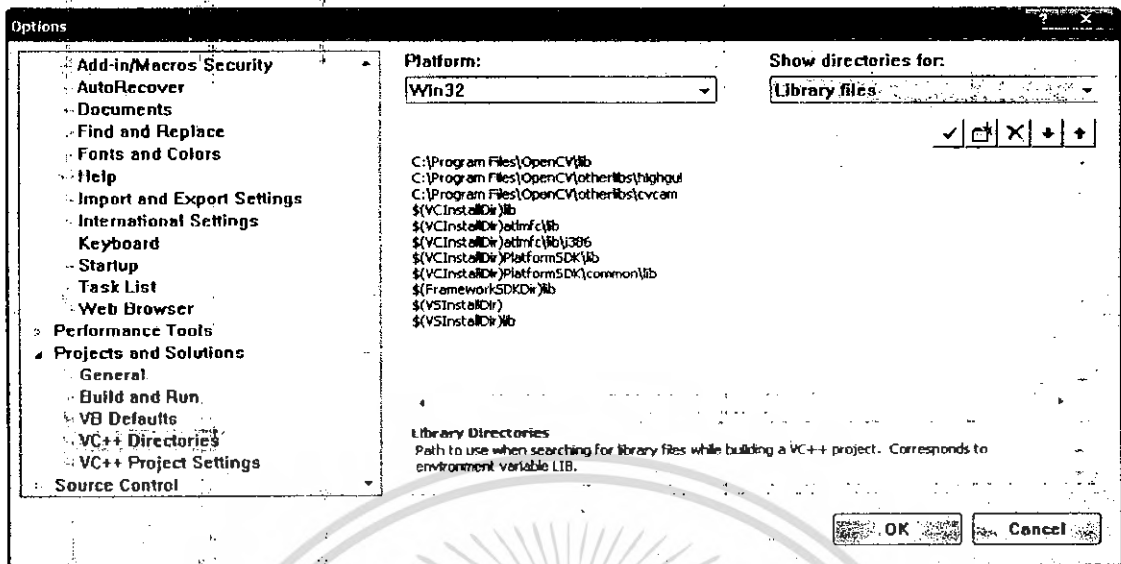 Options
? X
Add-in/Macros Security
AutoRecover
Documents
Find and Replace
Fonts and Colors
Help
Import and Export Settings
International Settings
Keyboard
Startup
Task List
Web Browser
Performance Tools
Projects and Solutions
General
Build and Run
VB Defaults
VC++ Directories
VC++ Project Settings
Source Control
Platform:
Win32
Show directories for:
Library files
C:\Program Files\OpenCV\lib
C:\Program Files\OpenCV\otherlibs\highgui
C:\Program Files\OpenCV\otherlibs\cvcam
$(VCInstallDir)lib
$(VCInstallDir)atlmfc\lib
$(VCInstallDir)atlmfc\lib\i386
$(VCInstallDir)PlatformSDK\lib
$(VCInstallDir)PlatformSDK\common\lib
$(FrameworkSDKDir)lib
$(VSInstallDir)
$(VSInstallDir)lib
Library Directories
Path to use when searching for library files while building a VC++ project. Corresponds to
environment variable LIB.
OK
Cancel